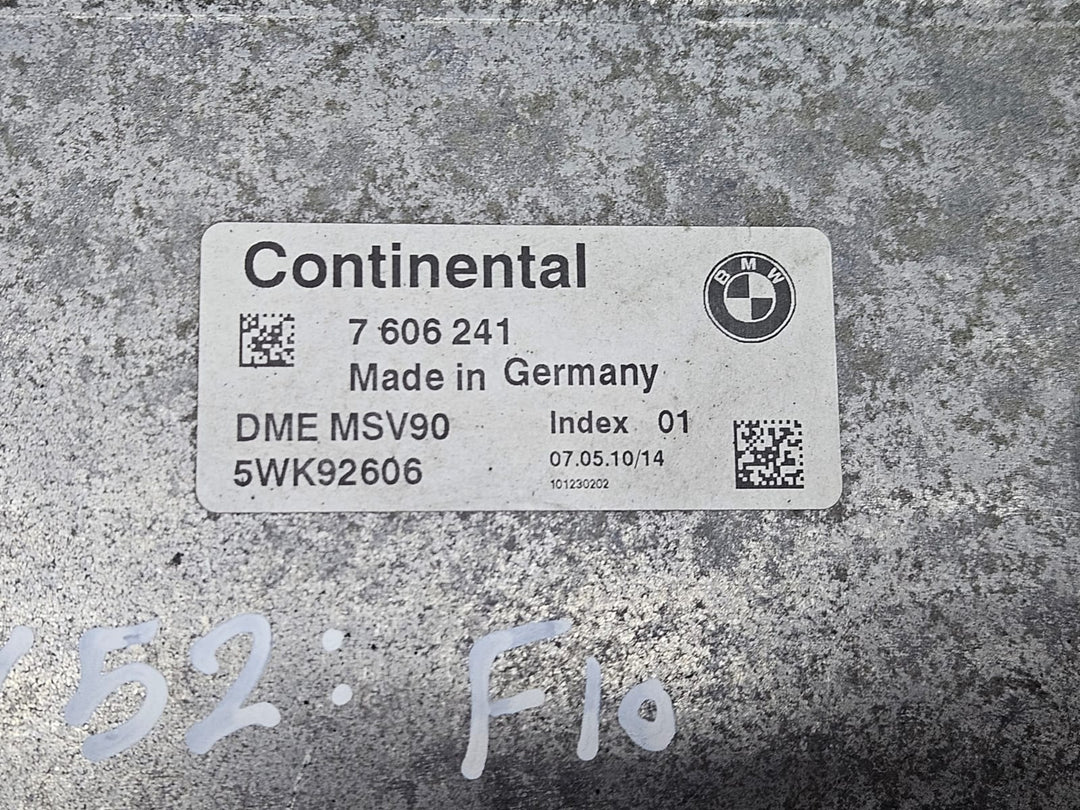 Continental
BMW
7 606 241
Made in Germany
DME MSV90
Index 01
5WK92606
07.05.10/14
101230202
52: F10